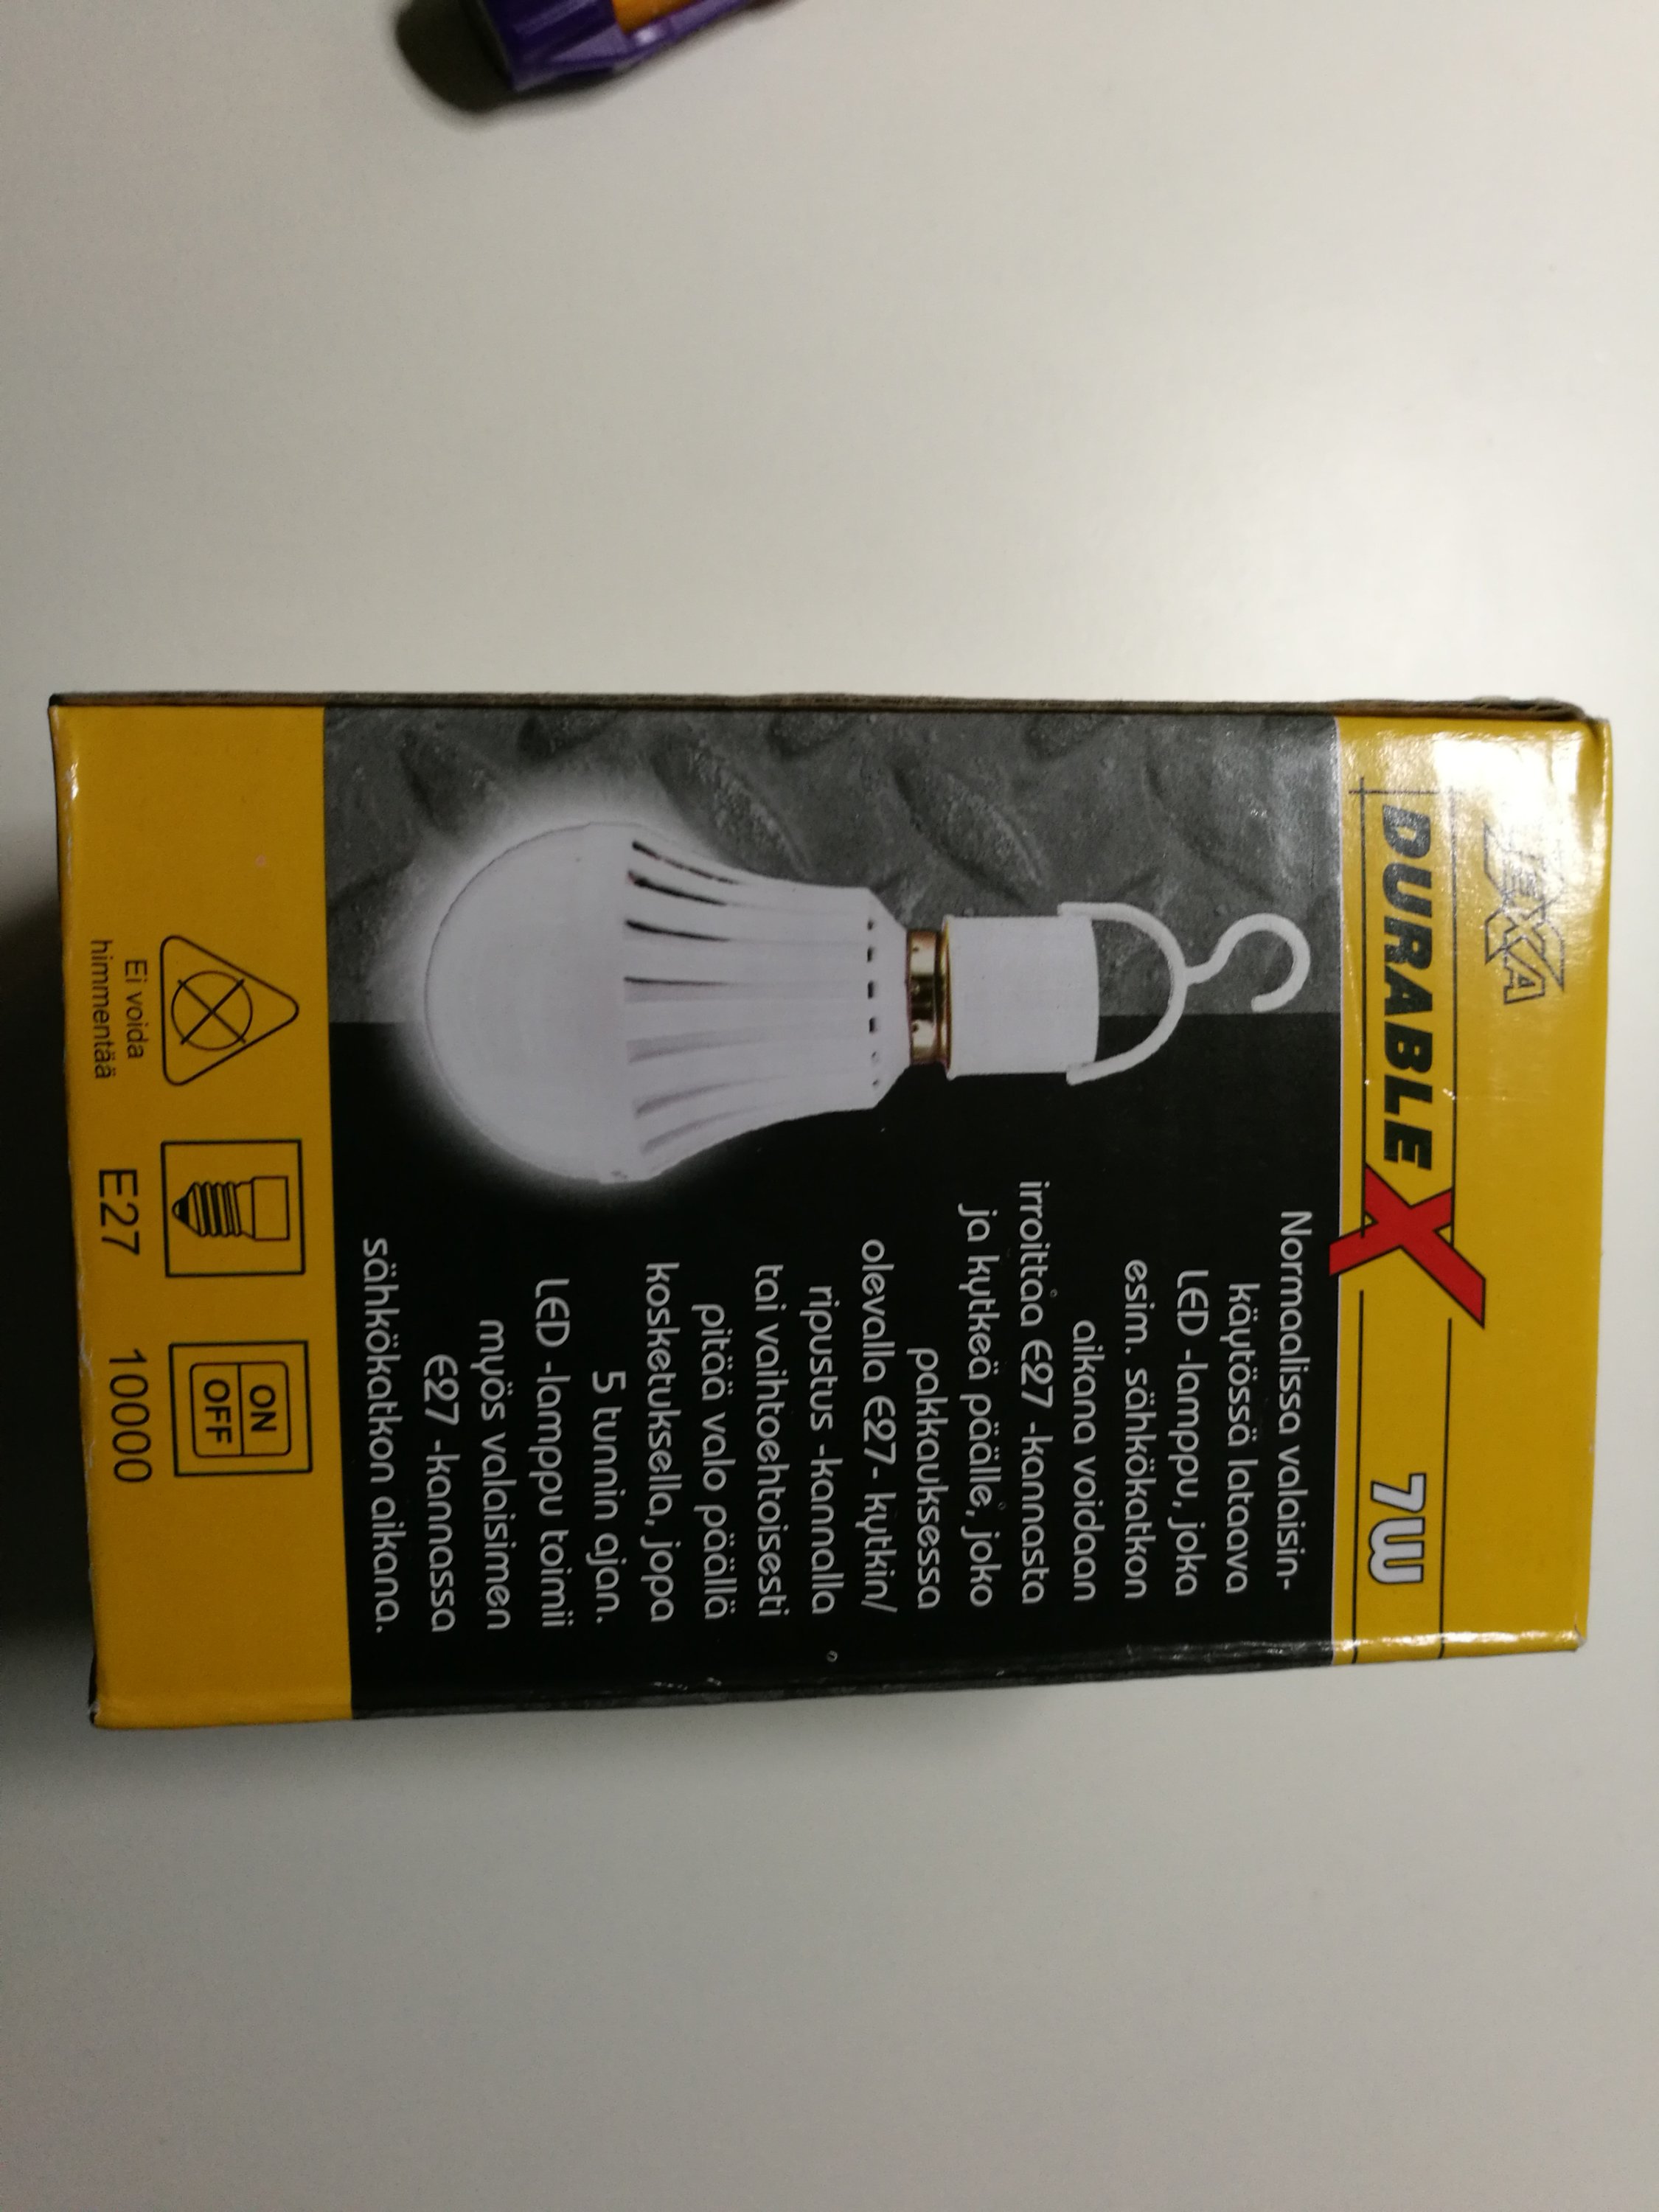 EXA
DURABLE X 7W
Normaalissa valaisin-
käytössä lataava
LED -lamppu, joka
esim. sähkökatkon
aikana voidaan
irroittaa E27 -kannasta
ja kytkeä päälle, joko
pakkauksessa
olevalla E27- kytkin/
ripustus -kannalla
tai vaihtoehtoisesti
pitää valo päällä
kosketuksella, joppa
5 tunnin ajan.
LED -lamppu toimii
myös valaisimen
E27 -kannassa
sähkökatkon aikana.
ON
OFF
Ei voida
himmentää
E27
10000